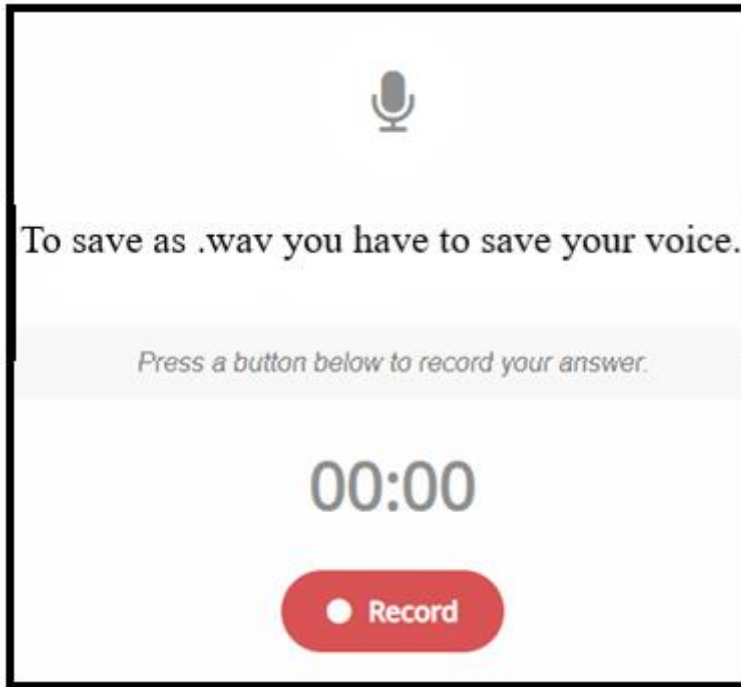 To save as .wav you have to save your voice.
Press a button below to record your answer.
00:00
Record